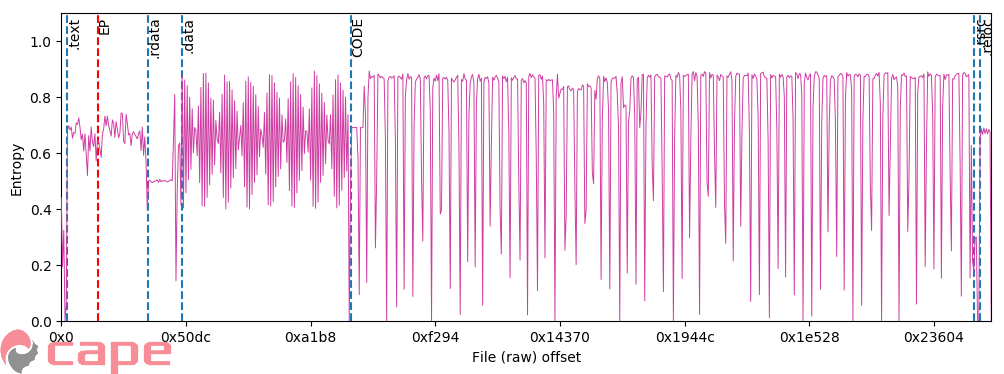 .text
EP
.rdata
.data
CODE
.reloc
1.0
0.8
0.6
0.4
0.2
0.0
Entropy
0x0
0x50dc
0xa1b8
0xf294
0x14370
0x1944c
0x1e528
0x23604
File (raw) offset
cape